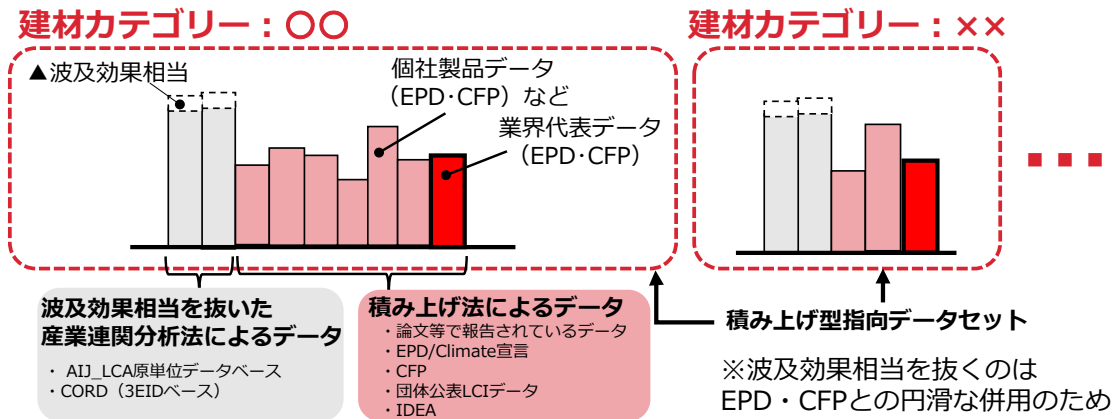 建材カテゴリー：〇〇
▲波及効果相当
個社製品データ
（EPD･CFP）など
業界代表データ
（EPD･CFP）
建材カテゴリー：××
波及効果相当を抜いた
産業連関分析法によるデータ
・ AIJ_LCA原単位データベース
・CORD（3EIDベース）
積み上げ法によるデータ
・論文等で報告されているデータ
・EPD/Climate宣言
・CFP
・団体公表LCIデータ
・IDEA
積み上げ型指向データセット
※波及効果相当を抜くのは
EPD・CFPとの円滑な併用のため